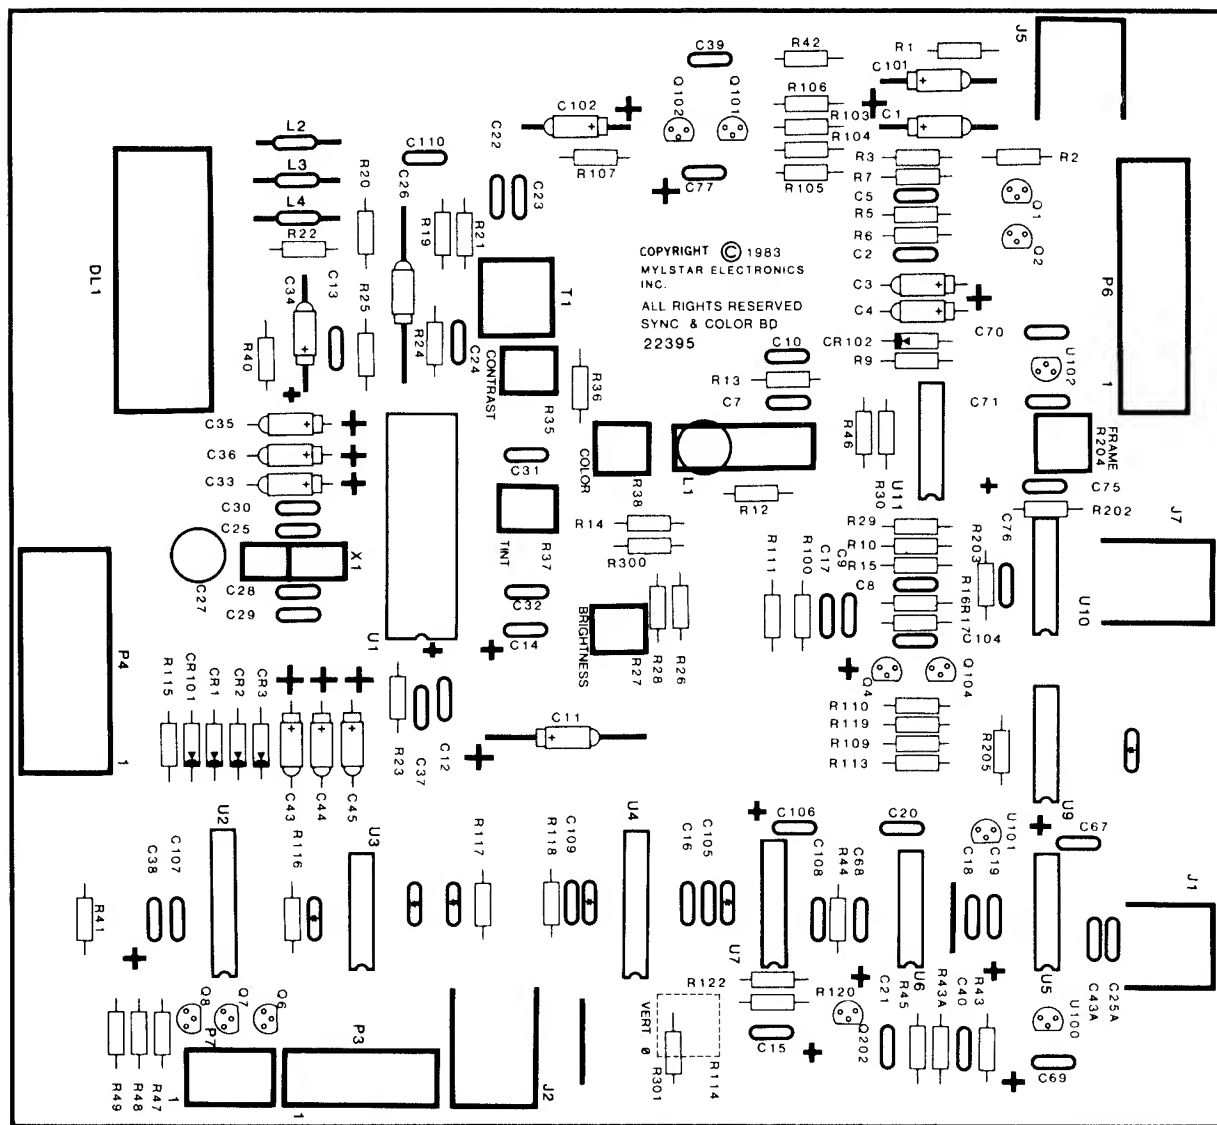 C39
R42
R1
J5
C101
Q102
Q101
R106
C102
R103
C1
R104
L2
C22
C110
R107
C77
R105
R3
R2
R7
L3
R20
C26
C23
C5
Q1
L4
R19
R21
R5
R22
R6
Q2
COPYRIGHT © 1983
MYLSTAR ELECTRONICS
INC.
ALL RIGHTS RESERVED
SYNC & COLOR BD
22395
C2
DL1
C34
C13
R25
T1
C3
P6
C4
C70
R40
R24
C24
CONTRAST
C10
CR102
R9
U102
R36
R13
1
R35
C7
C71
C35
R46
FRAME
R204
C36
C31
COLOR
L1
C33
R38
R12
R30
U11
C75
C30
R14
R29
R202
C25
TINT
R10
R203
C76
J7
X1
R37
R300
R111
R100
C17
C9
R15
C27
C28
C32
C8
R16
C29
BRIGHTNESS
R17
U10
U1
C14
C104
P4
R27
R28
R26
Q4
Q104
R115
CR101
CR1
CR2
CR3
R110
C11
R119
R23
C37
C12
R109
R205
1
R113
C43
C44
C45
U2
U3
U4
C106
C20
U101
U9
C67
R116
R117
R118
C109
C16
C105
C108
R44
C68
C18
C19
C38
C107
J1
R41
U7
R122
U6
U5
Q8
Q7
Q6
R120
C21
R45
R43A
C40
R43
U100
C43A
C25A
P7
P3
VERT Ø
Q202
C15
R49
R48
R47
1
1
J2
R301
R114
C69